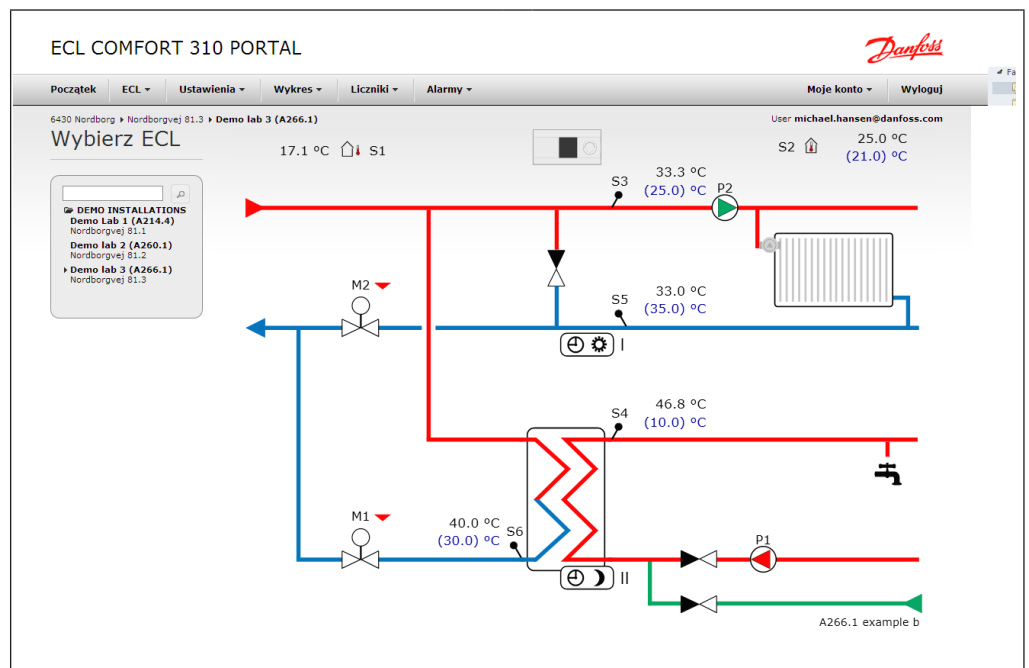 ECL COMFORT 310 PORTAL
Danfoss
Fa
Początek ECL Ustawienia Wykres Liczniki Alarmy Moje konto Wyloguj
6430 Nordborg Nordborgvej 81.3 Demo lab 3 (A266.1)
User michael.hansen@danfoss.com
Wybierz ECL
17.1 °C S1
S2 25.0 °C
(21.0) °C
DEMO INSTALLATIONS
Demo Lab 1 (A214.4)
Nordborgvej 81.1
Demo lab 2 (A260.1)
Nordborgvej 81.2
Demo lab 3 (A266.1)
Nordborgvej 81.3
S3 33.3 °C
(25.0) °C P2
M2
S5 33.0 °C
(35.0) °C
I
S4 46.8 °C
(10.0) °C
M1
40.0 °C S6
(30.0) °C
P1
II
A266.1 example b